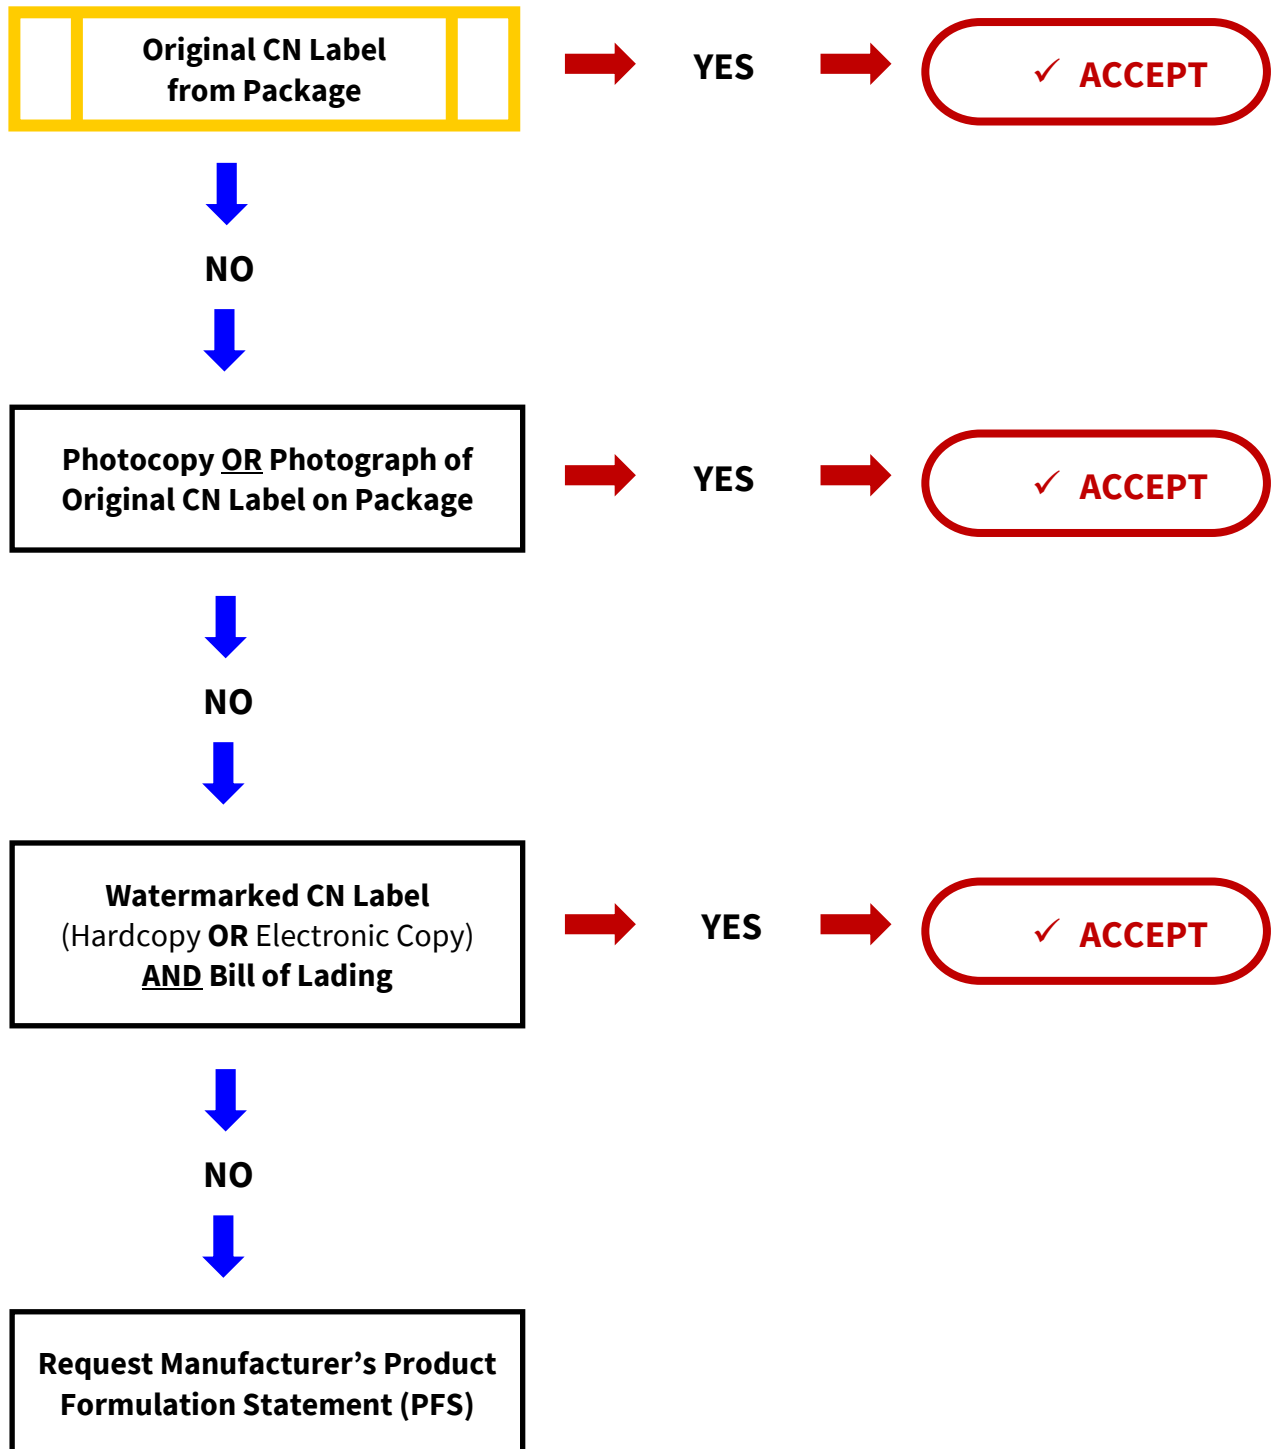 Original CN Label
from Package
YES
✓ ACCEPT
NO
Photocopy OR Photograph of
Original CN Label on Package
YES
✓ ACCEPT
NO
Watermarked CN Label
(Hardcopy OR Electronic Copy)
AND Bill of Lading
YES
✓ ACCEPT
NO
Request Manufacturer’s Product
Formulation Statement (PFS)